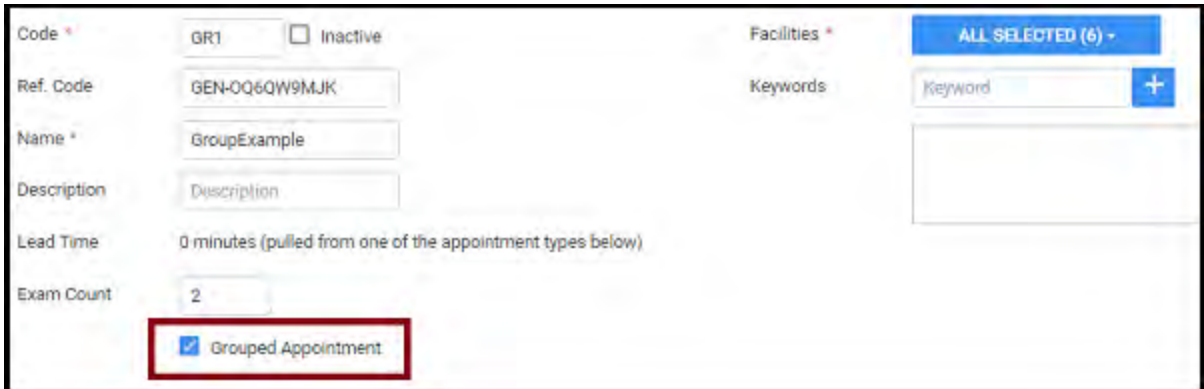 Code * GR1 Inactive Facilities * ALL SELECTED (6)
Ref. Code GEN-OQ6QW9MJK Keywords Keyword +
Name * GroupExample
Description Description
Lead Time 0 minutes (pulled from one of the appointment types below)
Exam Count 2
Grouped Appointment